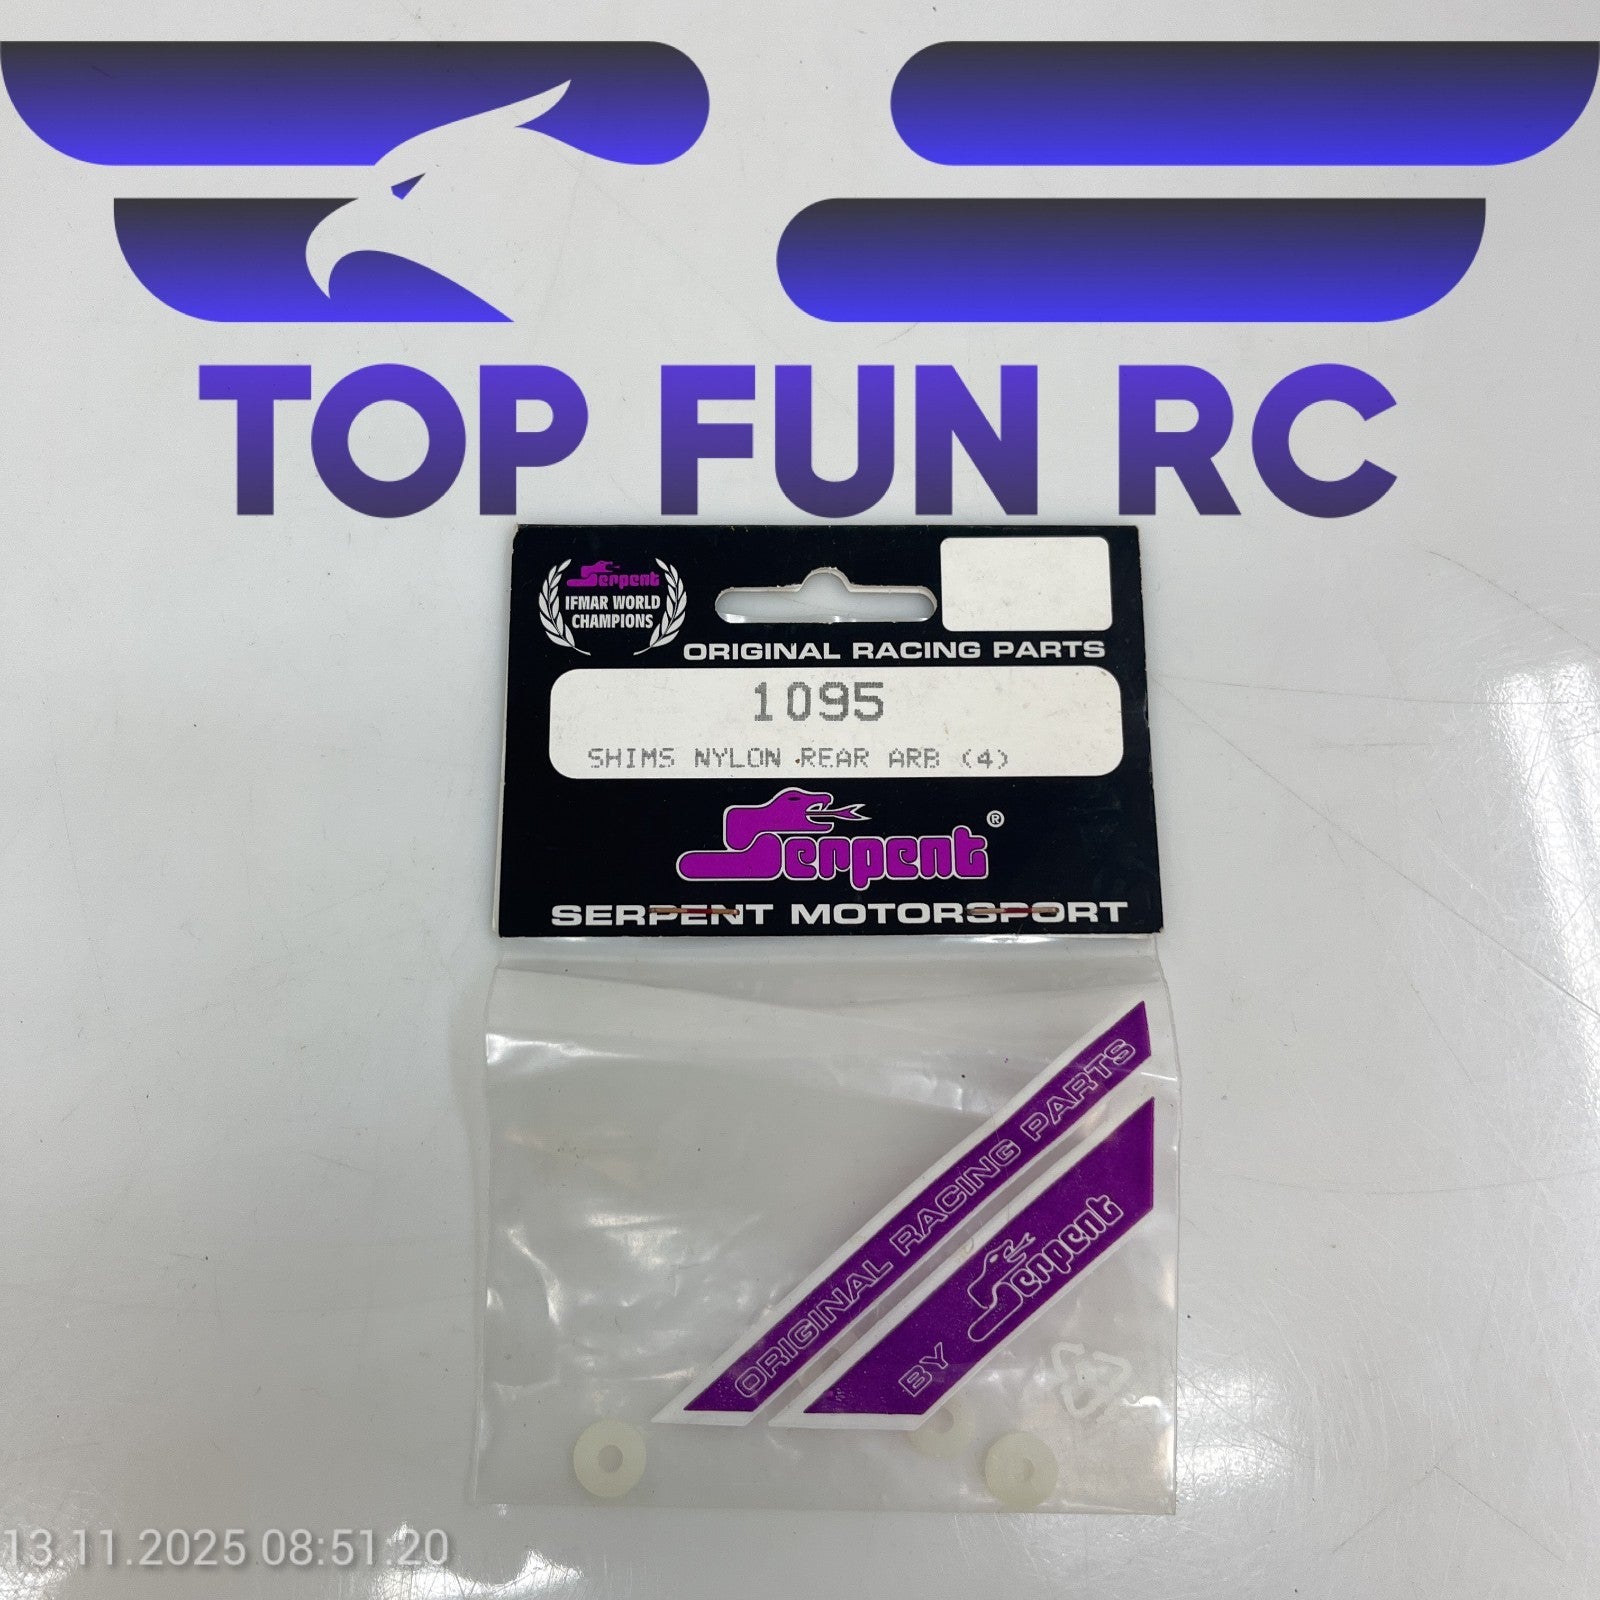 TOP FUN RC
Serpent
IFMAR WORLD
CHAMPIONS
ORIGINAL RACING PARTS
1095
SHIMS NYLON REAR ARB (4)
Serpent®
SERPENT MOTORSPORT
ORIGINAL RACING PARTS
BY Serpent
13.11.2025 08:51:20